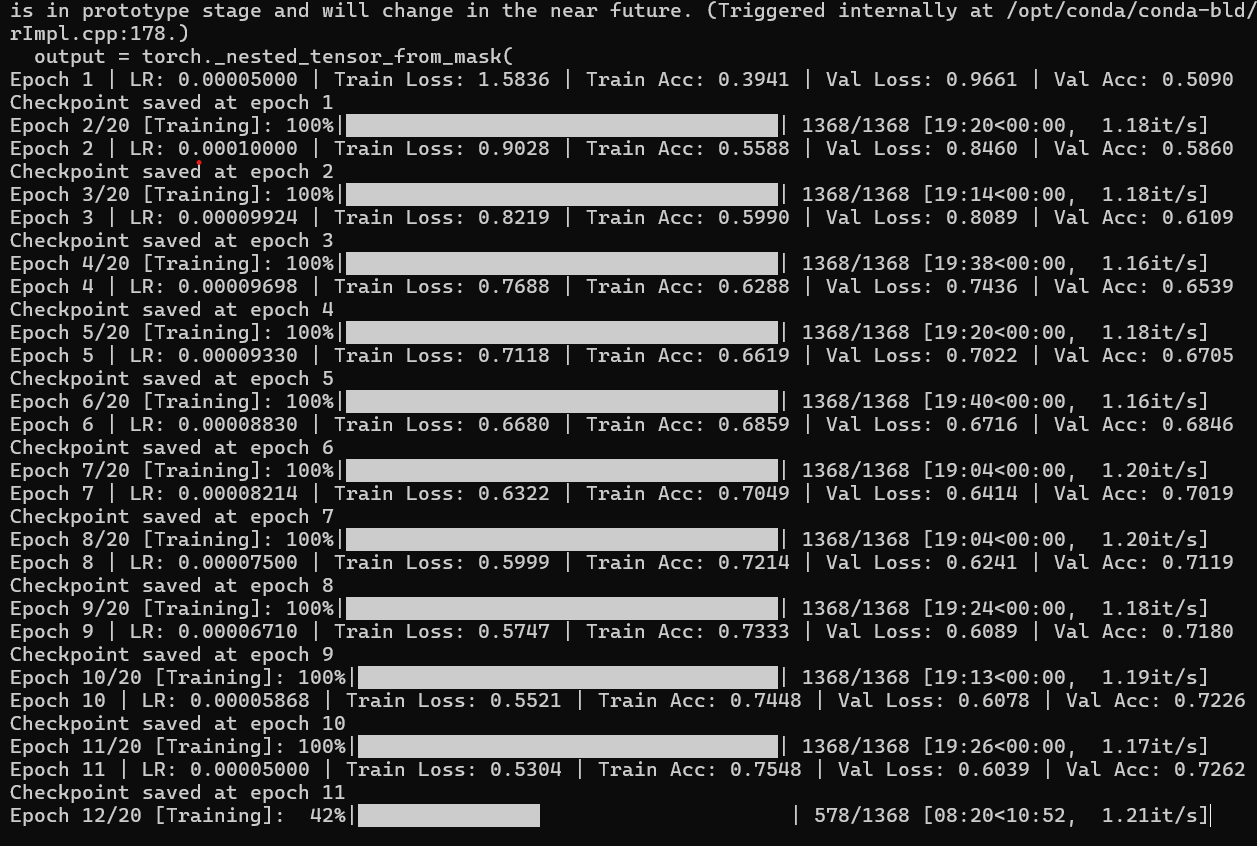 is in prototype stage and will change in the near future. (Triggered internally at /opt/conda/conda-bld/
rImpl.cpp:178.)
  output = torch._nested_tensor_from_mask(
Epoch 1 | LR: 0.00005000 | Train Loss: 1.5836 | Train Acc: 0.3941 | Val Loss: 0.9661 | Val Acc: 0.5090
Checkpoint saved at epoch 1
Epoch 2/20 [Training]: 100%|| 1368/1368 [19:20<00:00,  1.18it/s]
Epoch 2 | LR: 0.00010000 | Train Loss: 0.9028 | Train Acc: 0.5588 | Val Loss: 0.8460 | Val Acc: 0.5860
Checkpoint saved at epoch 2
Epoch 3/20 [Training]: 100%|| 1368/1368 [19:14<00:00,  1.18it/s]
Epoch 3 | LR: 0.00009924 | Train Loss: 0.8219 | Train Acc: 0.5990 | Val Loss: 0.8089 | Val Acc: 0.6109
Checkpoint saved at epoch 3
Epoch 4/20 [Training]: 100%|| 1368/1368 [19:38<00:00,  1.16it/s]
Epoch 4 | LR: 0.00009698 | Train Loss: 0.7688 | Train Acc: 0.6288 | Val Loss: 0.7436 | Val Acc: 0.6539
Checkpoint saved at epoch 4
Epoch 5/20 [Training]: 100%|| 1368/1368 [19:20<00:00,  1.18it/s]
Epoch 5 | LR: 0.00009330 | Train Loss: 0.7118 | Train Acc: 0.6619 | Val Loss: 0.7022 | Val Acc: 0.6705
Checkpoint saved at epoch 5
Epoch 6/20 [Training]: 100%|| 1368/1368 [19:40<00:00,  1.16it/s]
Epoch 6 | LR: 0.00008830 | Train Loss: 0.6680 | Train Acc: 0.6859 | Val Loss: 0.6716 | Val Acc: 0.6846
Checkpoint saved at epoch 6
Epoch 7/20 [Training]: 100%|| 1368/1368 [19:04<00:00,  1.20it/s]
Epoch 7 | LR: 0.00008214 | Train Loss: 0.6322 | Train Acc: 0.7049 | Val Loss: 0.6414 | Val Acc: 0.7019
Checkpoint saved at epoch 7
Epoch 8/20 [Training]: 100%|| 1368/1368 [19:04<00:00,  1.20it/s]
Epoch 8 | LR: 0.00007500 | Train Loss: 0.5999 | Train Acc: 0.7214 | Val Loss: 0.6241 | Val Acc: 0.7119
Checkpoint saved at epoch 8
Epoch 9/20 [Training]: 100%|| 1368/1368 [19:24<00:00,  1.18it/s]
Epoch 9 | LR: 0.00006710 | Train Loss: 0.5747 | Train Acc: 0.7333 | Val Loss: 0.6089 | Val Acc: 0.7180
Checkpoint saved at epoch 9
Epoch 10/20 [Training]: 100%|| 1368/1368 [19:13<00:00,  1.19it/s]
Epoch 10 | LR: 0.00005868 | Train Loss: 0.5521 | Train Acc: 0.7448 | Val Loss: 0.6078 | Val Acc: 0.7226
Checkpoint saved at epoch 10
Epoch 11/20 [Training]: 100%|| 1368/1368 [19:26<00:00,  1.17it/s]
Epoch 11 | LR: 0.00005000 | Train Loss: 0.5304 | Train Acc: 0.7548 | Val Loss: 0.6039 | Val Acc: 0.7262
Checkpoint saved at epoch 11
Epoch 12/20 [Training]:  42%|| 578/1368 [08:20<10:52,  1.21it/s]